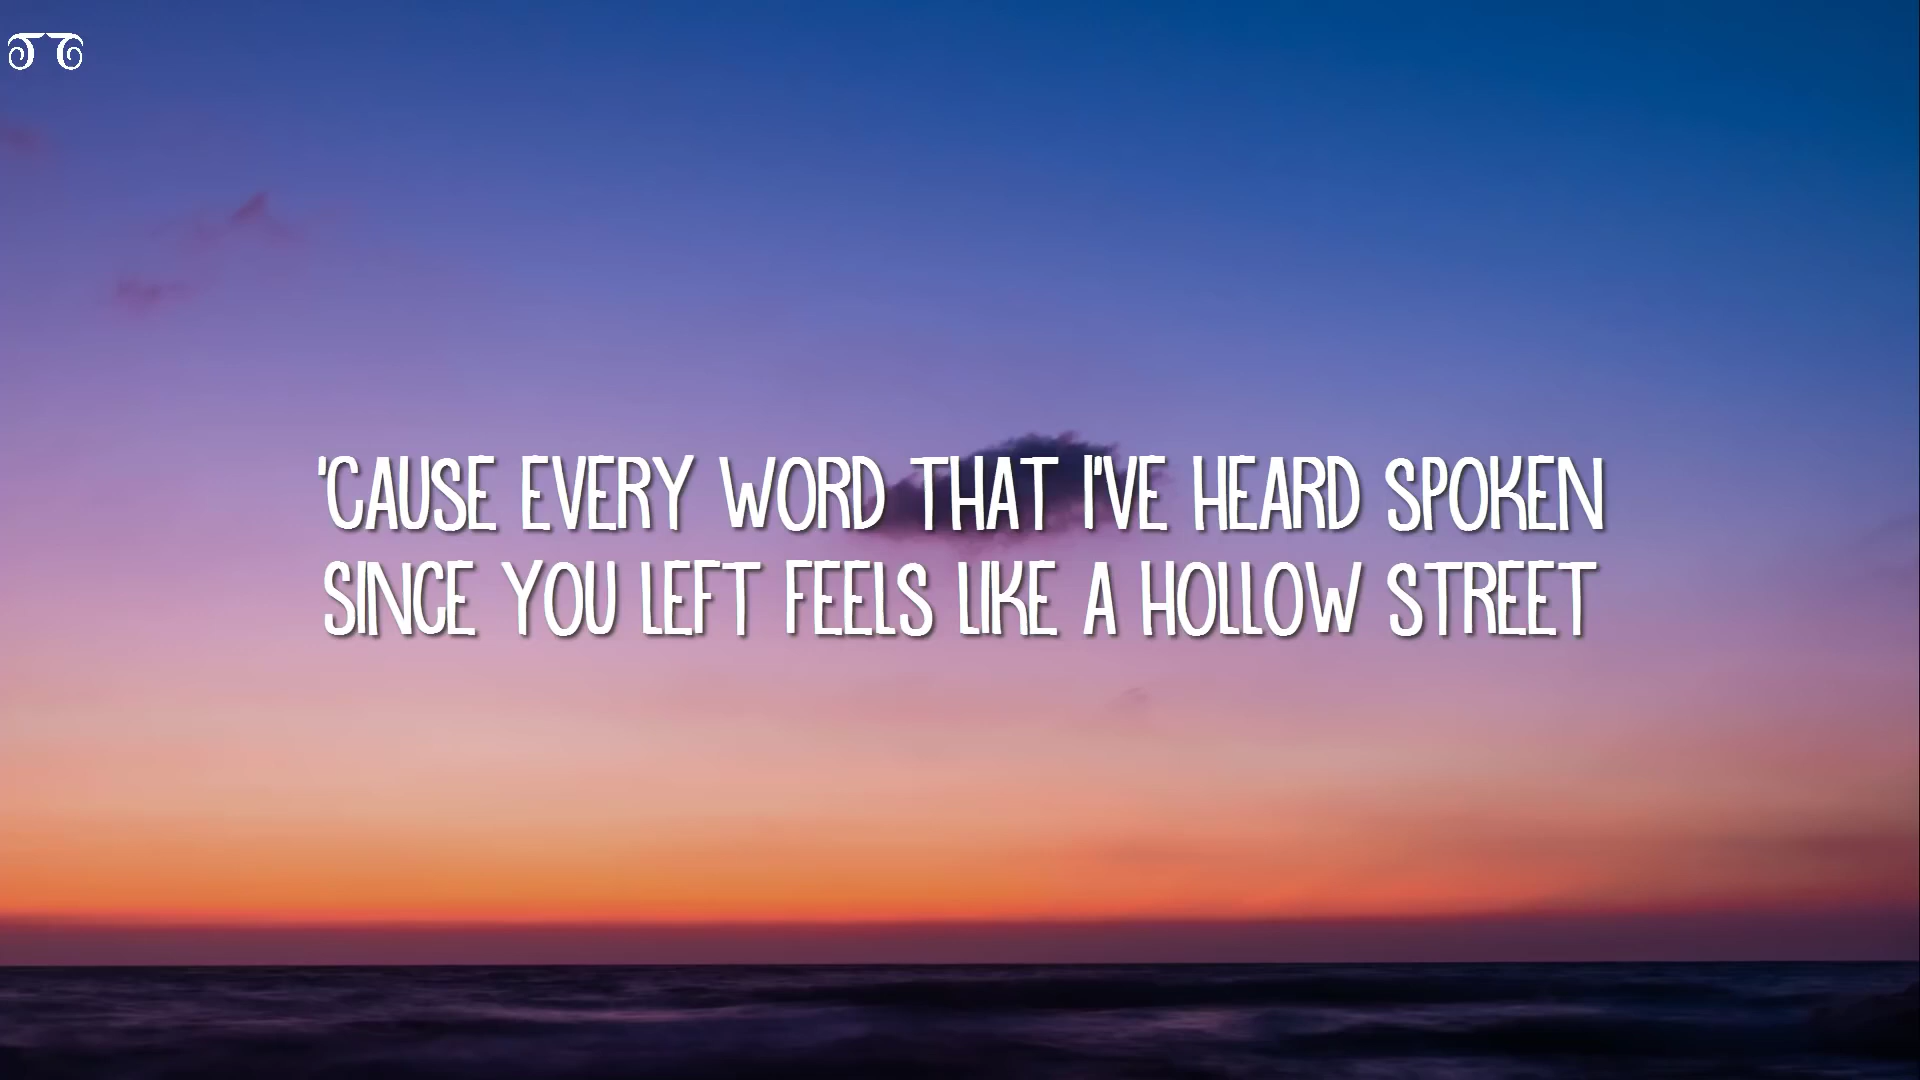 'CAUSE EVERY WORD THAT I'VE HEARD SPOKEN
SINCE YOU LEFT FEELS LIKE A HOLLOW STREET